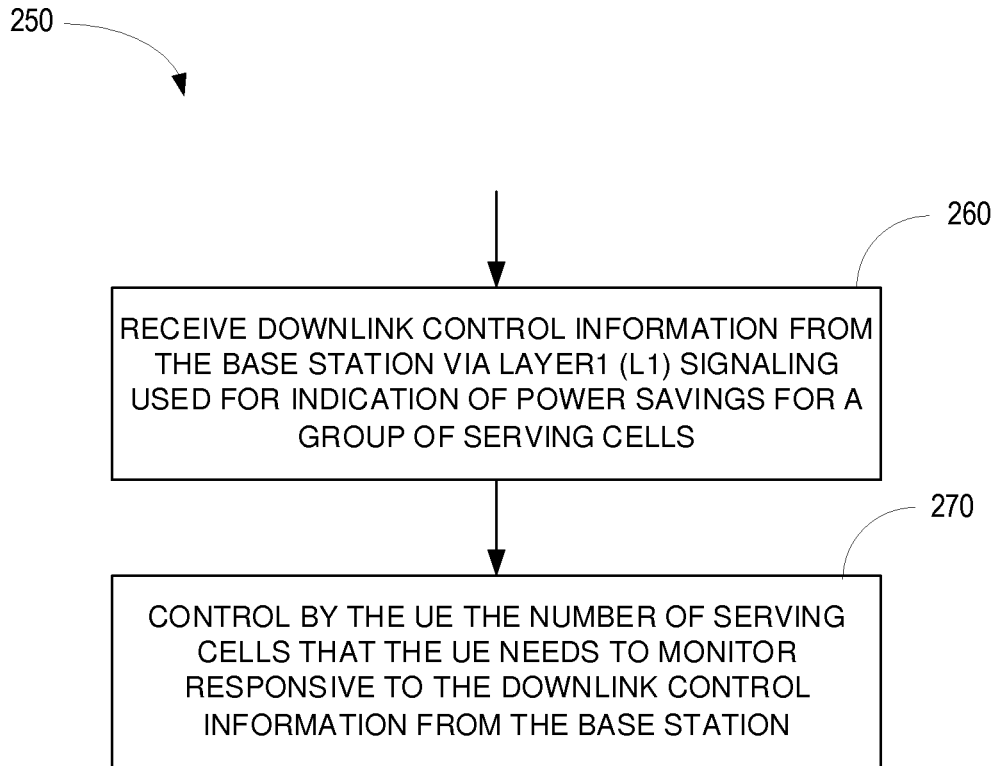 250
260
RECEIVE DOWNLINK CONTROL INFORMATION FROM
THE BASE STATION VIA LAYER1 (L1) SIGNALING
USED FOR INDICATION OF POWER SAVINGS FOR A
GROUP OF SERVING CELLS
270
CONTROL BY THE UE THE NUMBER OF SERVING
CELLS THAT THE UE NEEDS TO MONITOR
RESPONSIVE TO THE DOWNLINK CONTROL
INFORMATION FROM THE BASE STATION